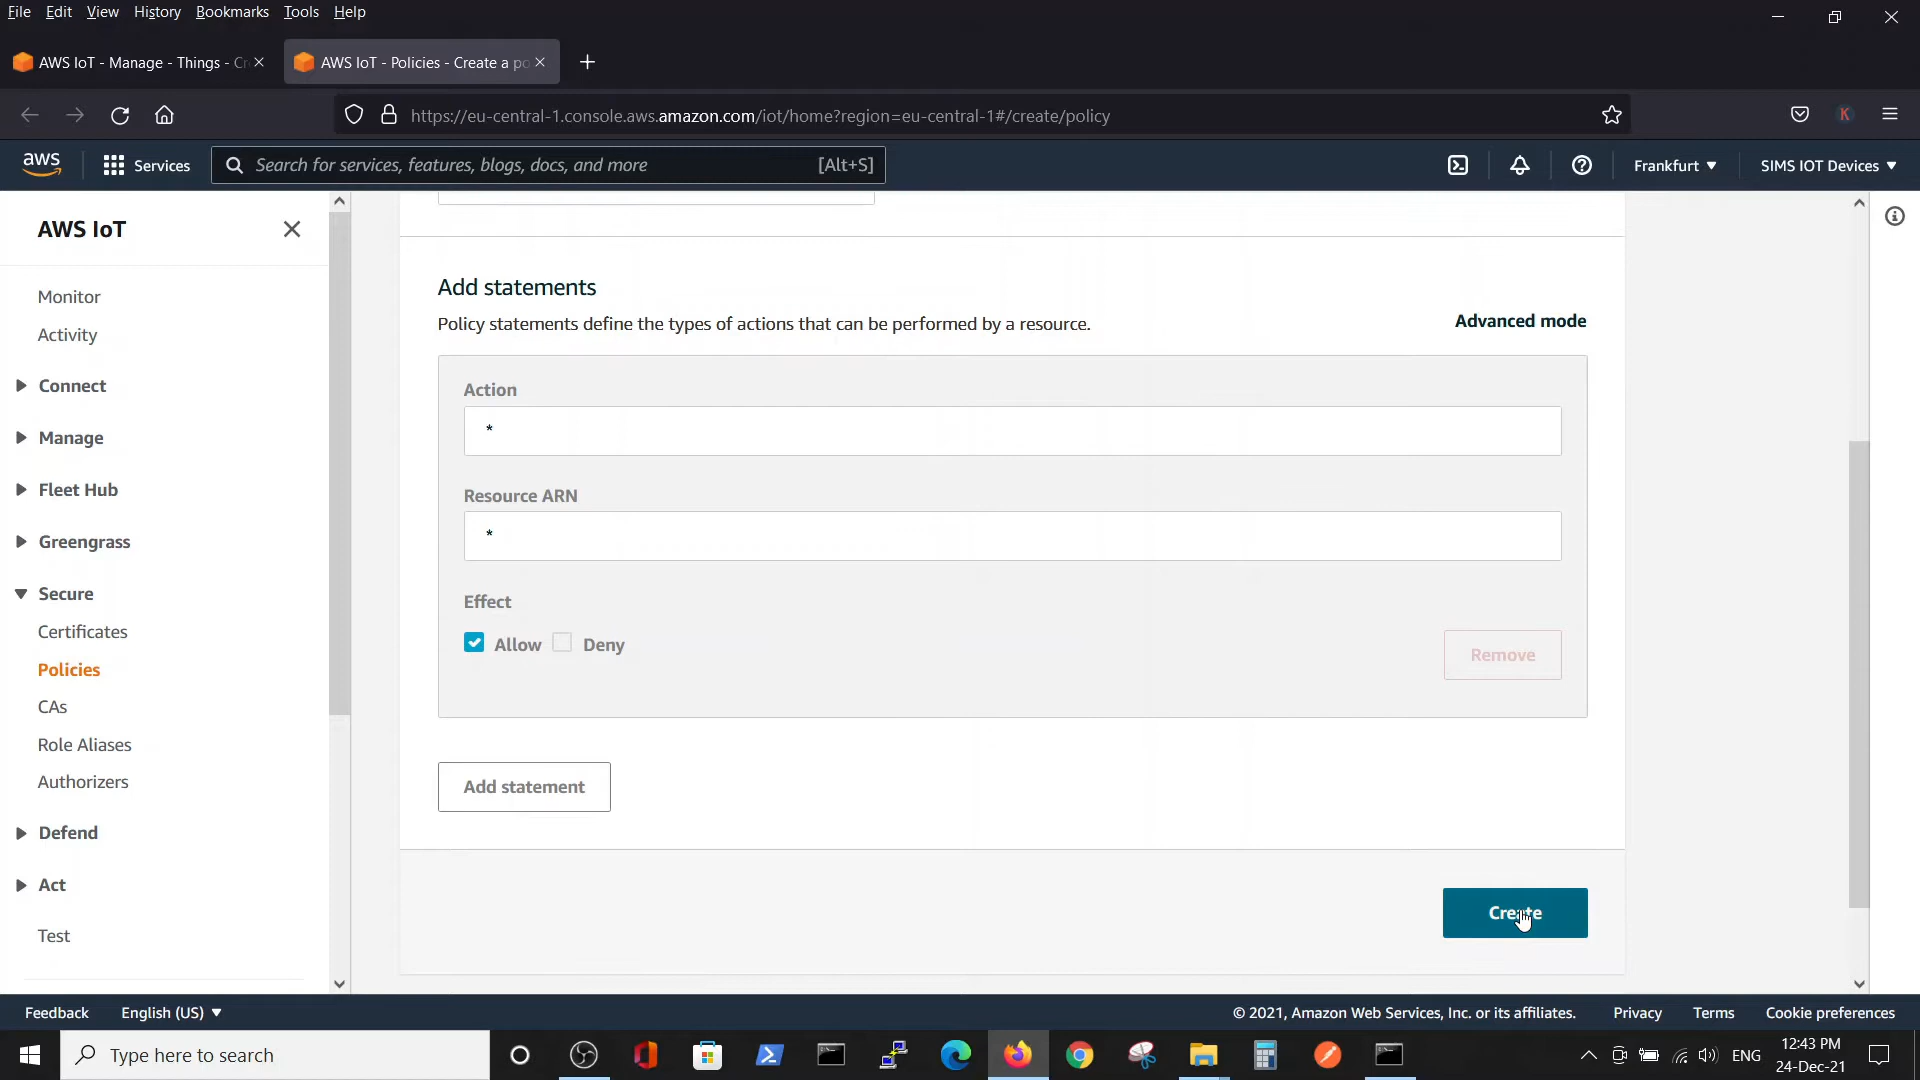 File Edit View History Bookmarks Tools Help
AWS IoT - Manage - Things - Cr
AWS IoT - Policies - Create a po
https://eu-central-1.console.aws.amazon.com/iot/home?region=eu-central-1#/create/policy
K
aws
Services
Search for services, features, blogs, docs, and more [Alt+S]
Frankfurt
SIMS IOT Devices
AWS IoT
Monitor
Activity
Connect
Manage
Fleet Hub
Greengrass
Secure
Certificates
Policies
CAs
Role Aliases
Authorizers
Defend
Act
Test
Add statements
Policy statements define the types of actions that can be performed by a resource.
Advanced mode
Action
*
Resource ARN
*
Effect
Allow
Deny
Remove
Add statement
Create
Feedback
English (US)
© 2021, Amazon Web Services, Inc. or its affiliates.
Privacy
Terms
Cookie preferences
Type here to search
ENG
12:43 PM
24-Dec-21